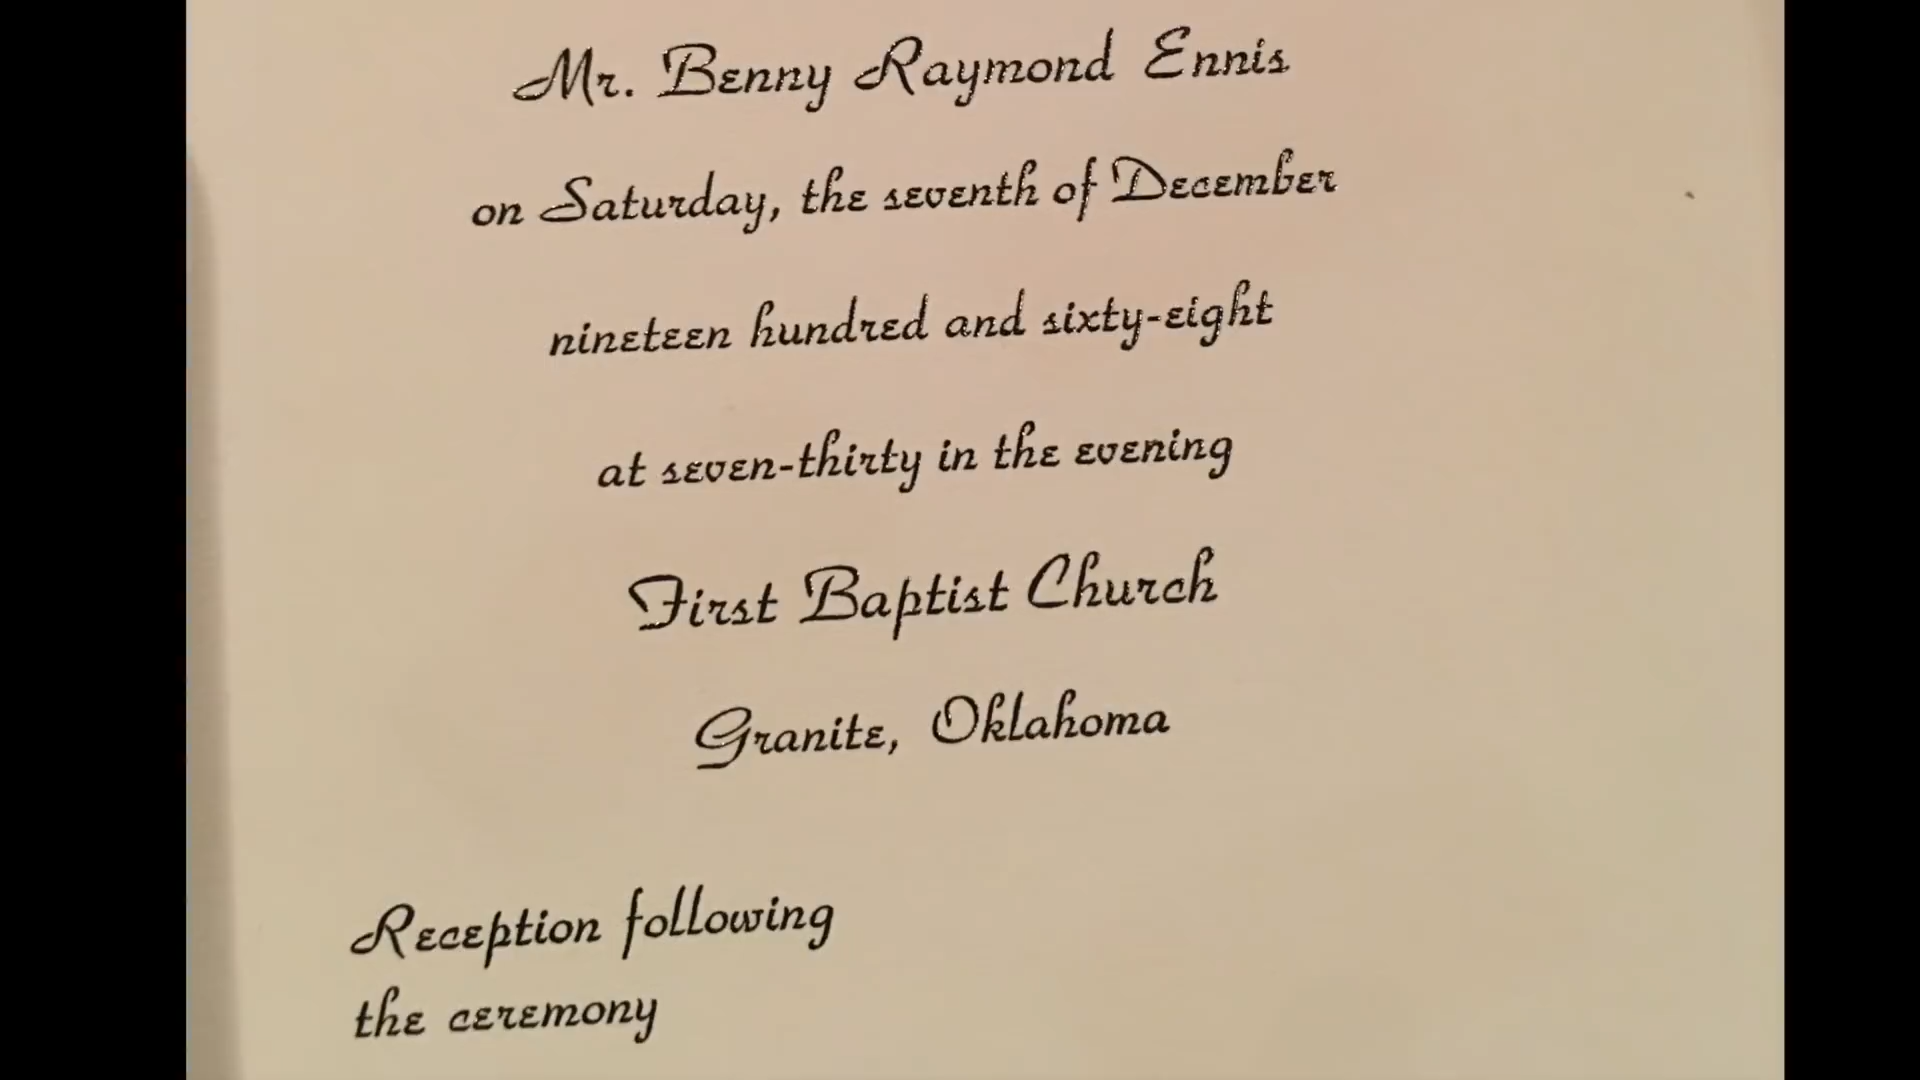 Mr. Benny Raymond Ennis
on Saturday, the seventh of December
nineteen hundred and sixty-eight
at seven-thirty in the evening
First Baptist Church
Granite, Oklahoma
Reception following
the ceremony